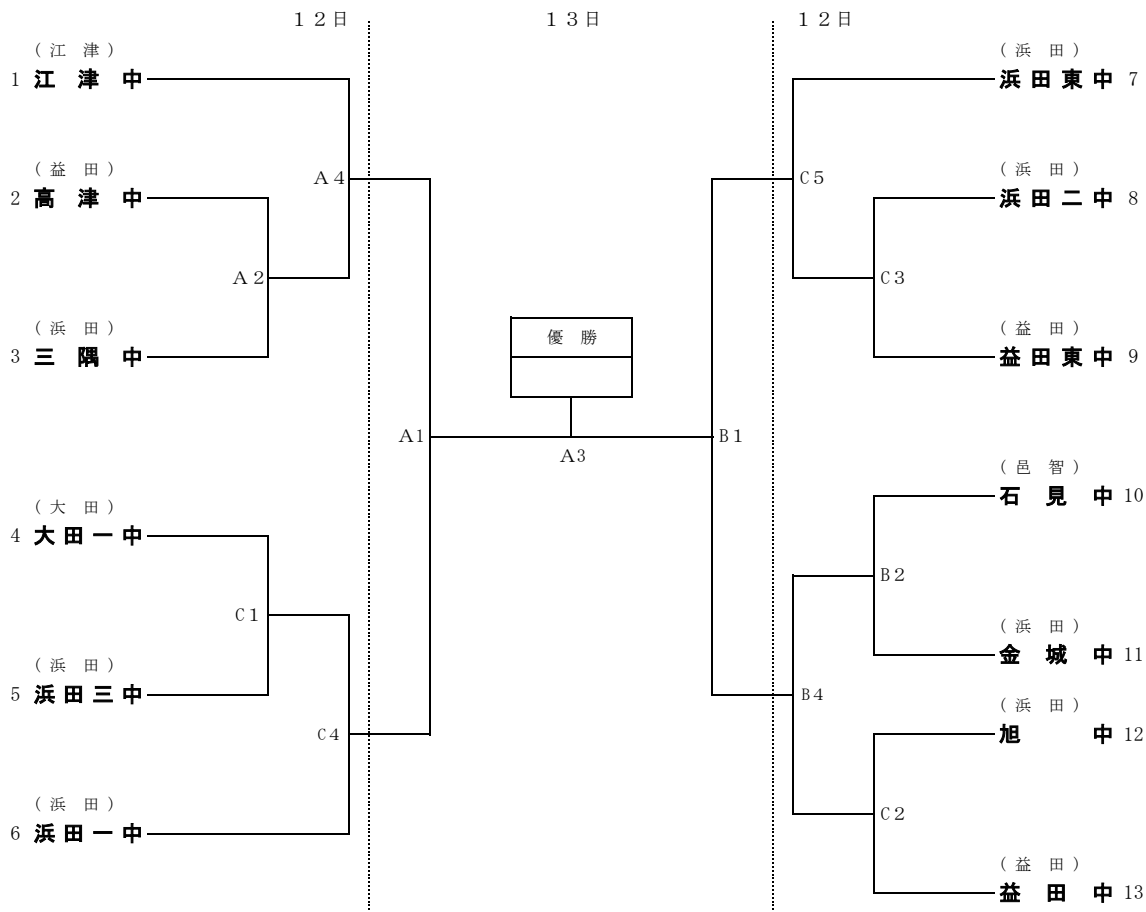 １２日
１３日
１２日
（江 津）
1 江 津 中
A４
（益 田）
2 高 津 中
A２
（浜 田）
3 三 隅 中
A１
（大 田）
4 大田一中
C１
（浜 田）
5 浜田三中
C４
（浜 田）
6 浜田一中
優 勝
A３
（浜 田）
浜田東中 7
C５
（浜 田）
浜田二中 8
C３
（益 田）
益田東中 9
B１
（邑 智）
石 見 中 10
B２
（浜 田）
金 城 中 11
B４
（浜 田）
旭 中 12
C２
（益 田）
益 田 中 13